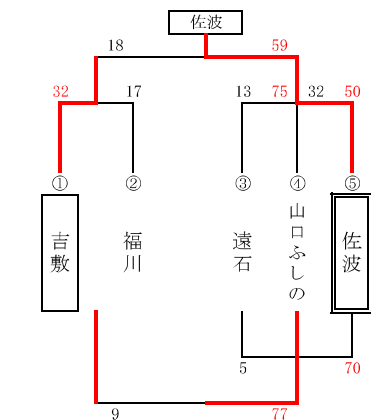 佐波
18 59
32 17 13 75 32 50
① ② ③ ④ ⑤
吉敷
福川
遠石
山口ふしの
佐波
5 70
9 77